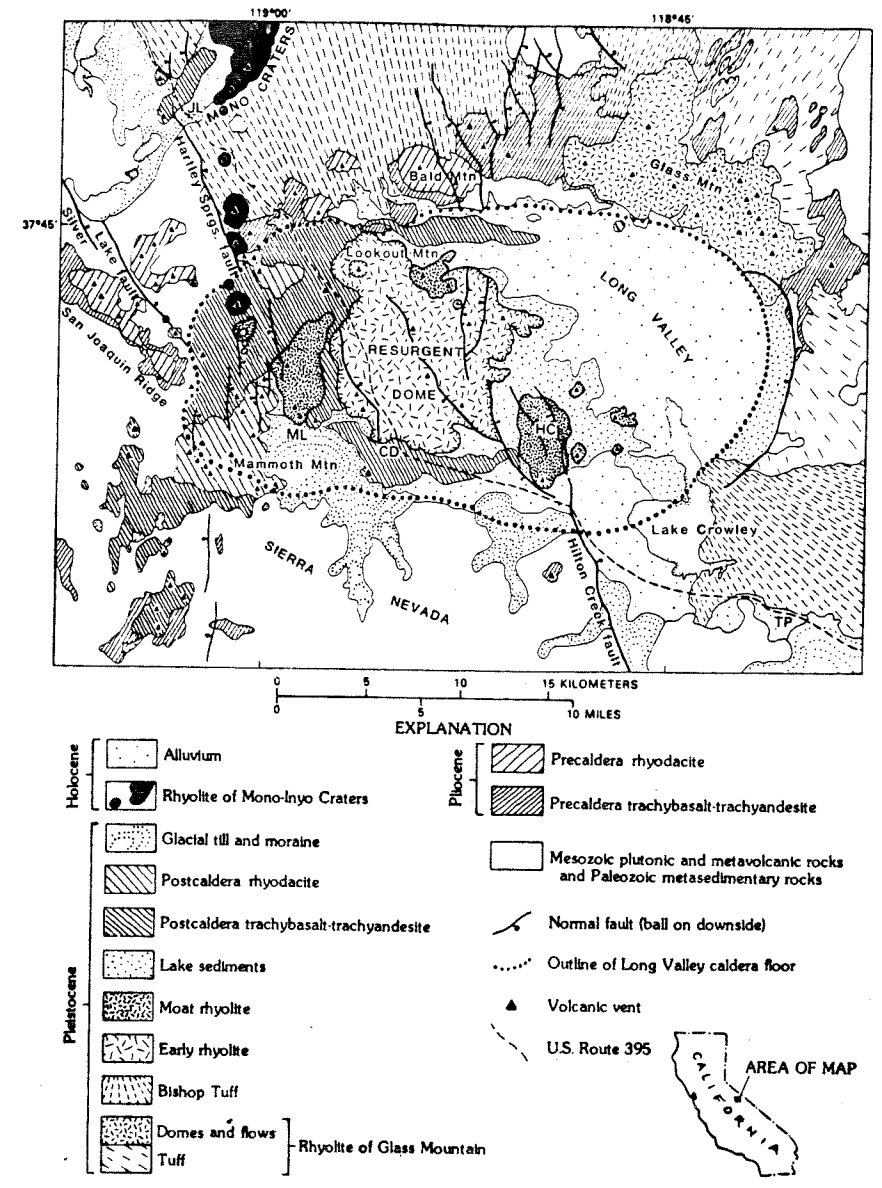 119°00'
118°45'
MONO CRATERS
JL
Hartley Sprgs. fault
Bald Mtn
Glass Mtn
37°45'
Silver Lake fault
San Joaquin Ridge
Lookout Mtn
LONG VALLEY
RESURGENT
DOME
ML
CD
HC
Mammoth Mtn
Lake Crowley
SIERRA NEVADA
Hilton Creek fault
TP
0 5 10 15 KILOMETERS
0 5 10 MILES
EXPLANATION
Holocene
Alluvium
Rhyolite of Mono-Inyo Craters
Pleistocene
Glacial till and moraine
Postcaldera rhyodacite
Postcaldera trachybasalt-trachyandesite
Lake sediments
Moat rhyolite
Early rhyolite
Bishop Tuff
Domes and flows
Tuff
Rhyolite of Glass Mountain
Pliocene
Precaldera rhyodacite
Precaldera trachybasalt-trachyandesite
Mesozoic plutonic and metavolcanic rocks
and Paleozoic metasedimentary rocks
Normal fault (ball on downside)
Outline of Long Valley caldera floor
Volcanic vent
U.S. Route 395
CALIFORNIA
AREA OF MAP